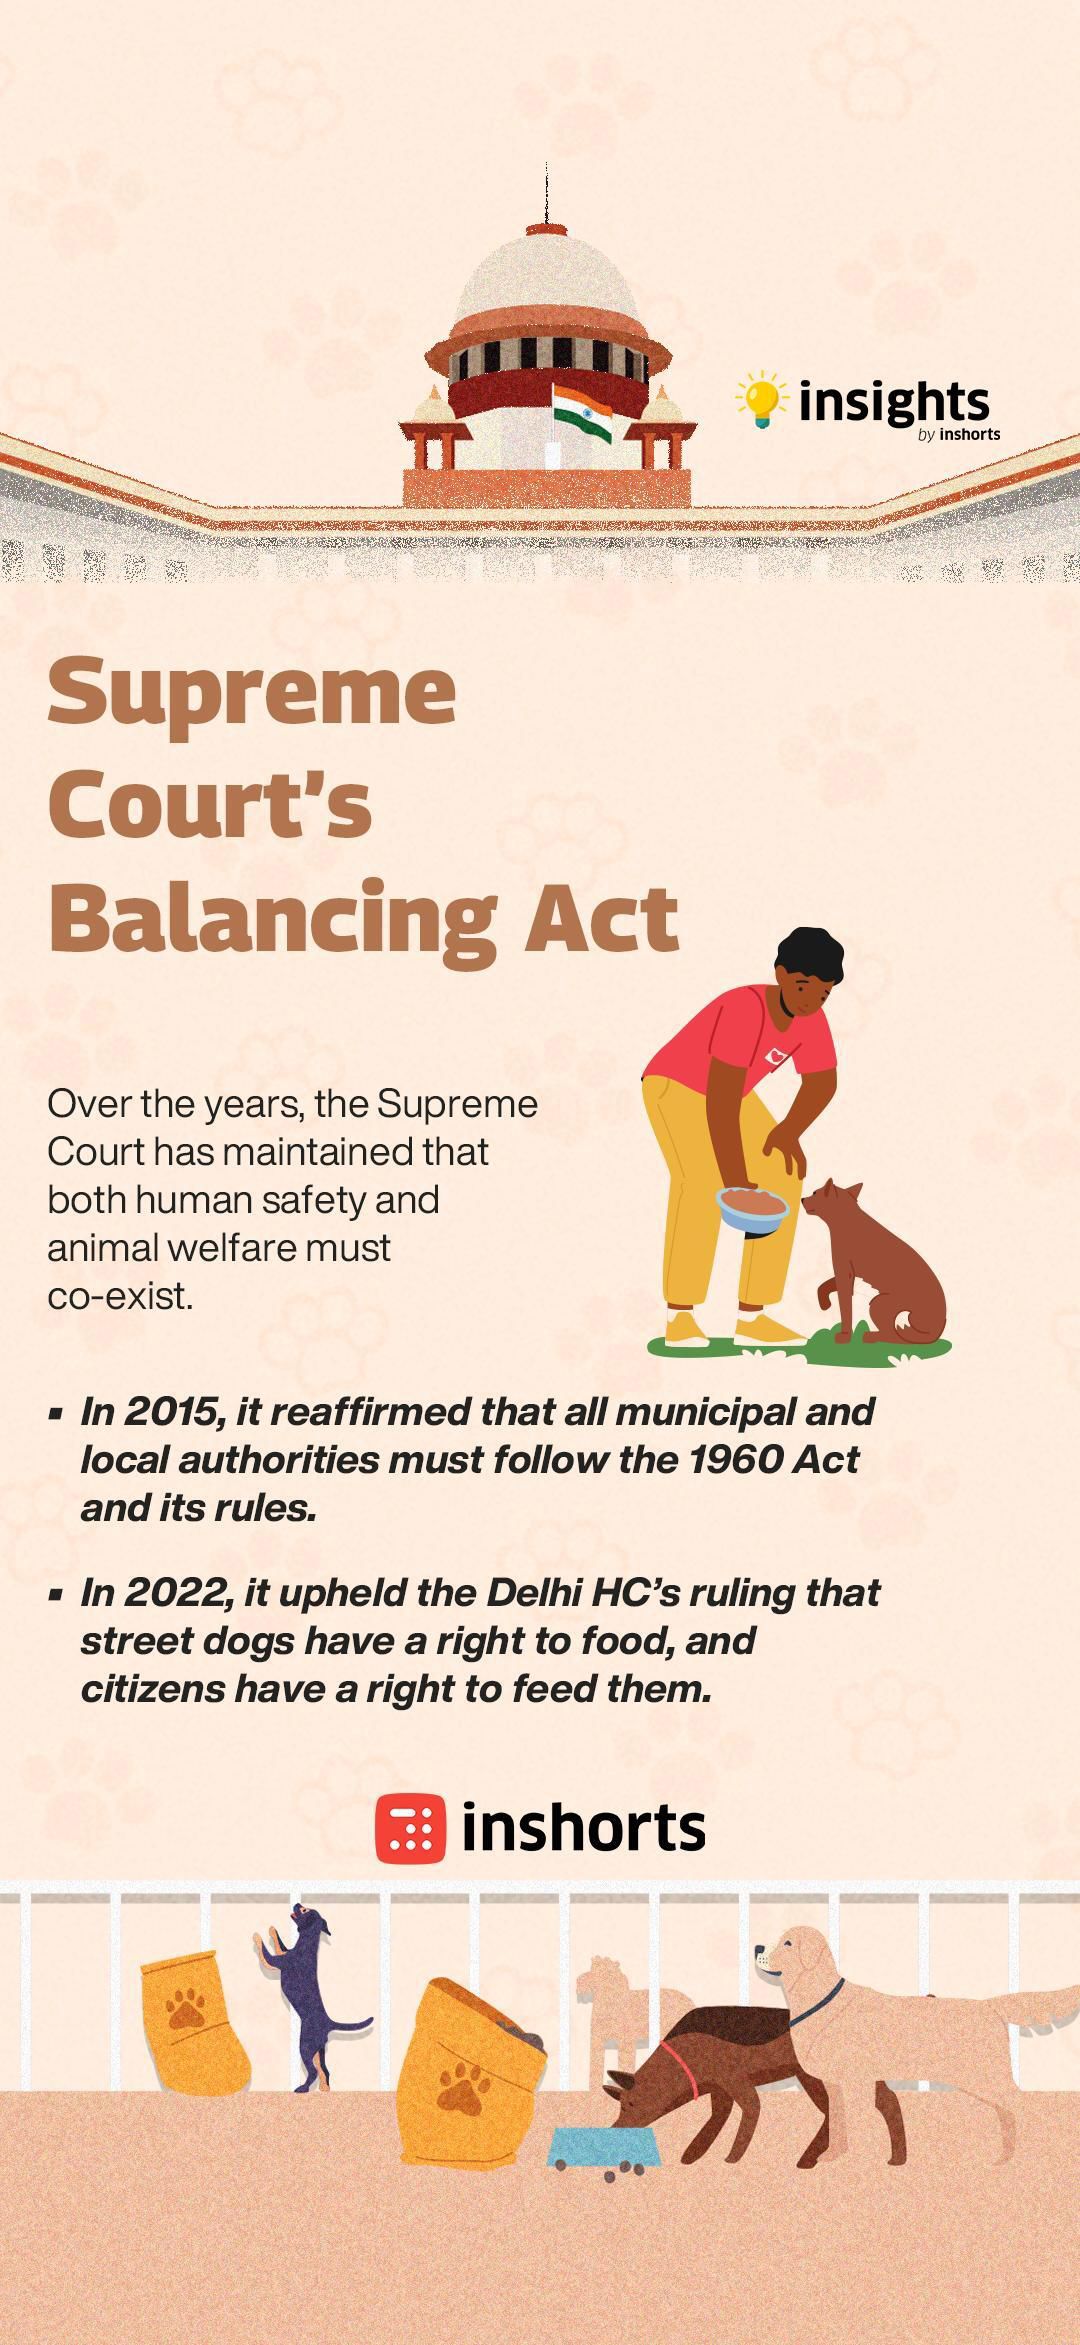 insights
by inshorts
Supreme
Court's
Balancing Act
Over the years, the Supreme
Court has maintained that
both human safety and
animal welfare must
co-exist.
▪ In 2015, it reaffirmed that all municipal and
local authorities must follow the 1960 Act
and its rules.
▪ In 2022, it upheld the Delhi HC's ruling that
street dogs have a right to food, and
citizens have a right to feed them.
inshorts